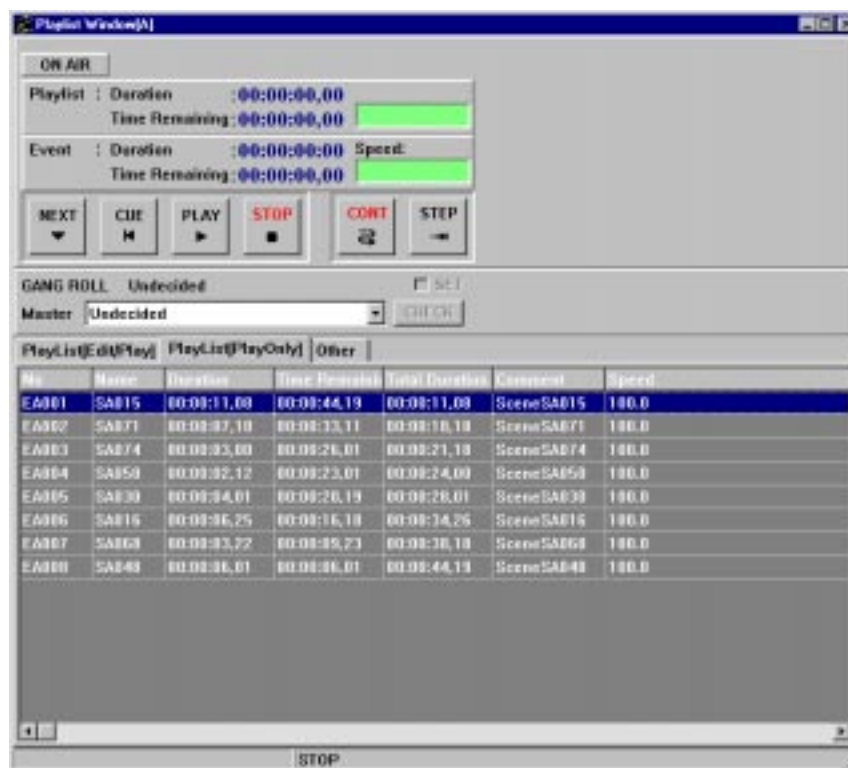 Playlist Window[A]
ON AIR
Playlist : Duration :00:00:00,00
Time Remaining :00:00:00,00
Event : Duration :00:00:00:00 Speed:
Time Remaining :00:00:00,00
NEXT CUE PLAY STOP CONT STEP
GANG ROLL Undecided SET
Master Undecided CHECK
PlayList[Edit/Play] PlayList[PlayOnly] Other
No Name Duration Time Remaini Total Duration Comment Speed
EA001 SA015 00:00:11,08 00:00:44,19 00:00:11,08 SceneSA015 100.0
EA002 SA071 00:00:07,10 00:00:33,11 00:00:18,18 SceneSA071 100.0
EA003 SA074 00:00:03,00 00:00:26,01 00:00:21,18 SceneSA074 100.0
EA004 SA050 00:00:02,12 00:00:23,01 00:00:24,00 SceneSA050 100.0
EA005 SA030 00:00:04,01 00:00:20,19 00:00:28,01 SceneSA030 100.0
EA006 SA016 00:00:06,25 00:00:16,18 00:00:34,26 SceneSA016 100.0
EA007 SA068 00:00:03,22 00:00:09,23 00:00:38,18 SceneSA068 100.0
EA008 SA040 00:00:06,01 00:00:06,01 00:00:44,19 SceneSA040 100.0
STOP